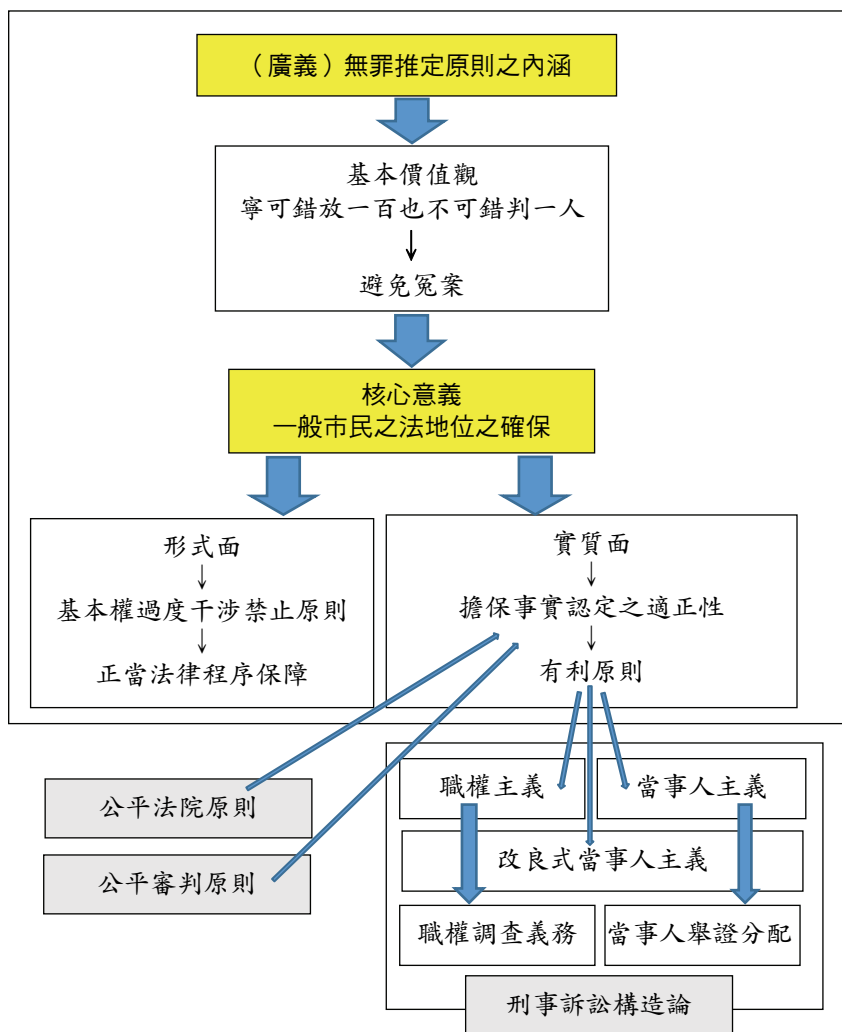 （廣義）無罪推定原則之內涵
基本價值觀
寧可錯放一百也不可錯判一人
避免冤案
核心意義
一般市民之法地位之確保
形式面
基本權過度干涉禁止原則
正當法律程序保障
實質面
擔保事實認定之適正性
有利原則
公平法院原則
公平審判原則
職權主義
當事人主義
改良式當事人主義
職權調查義務
當事人舉證分配
刑事訴訟構造論